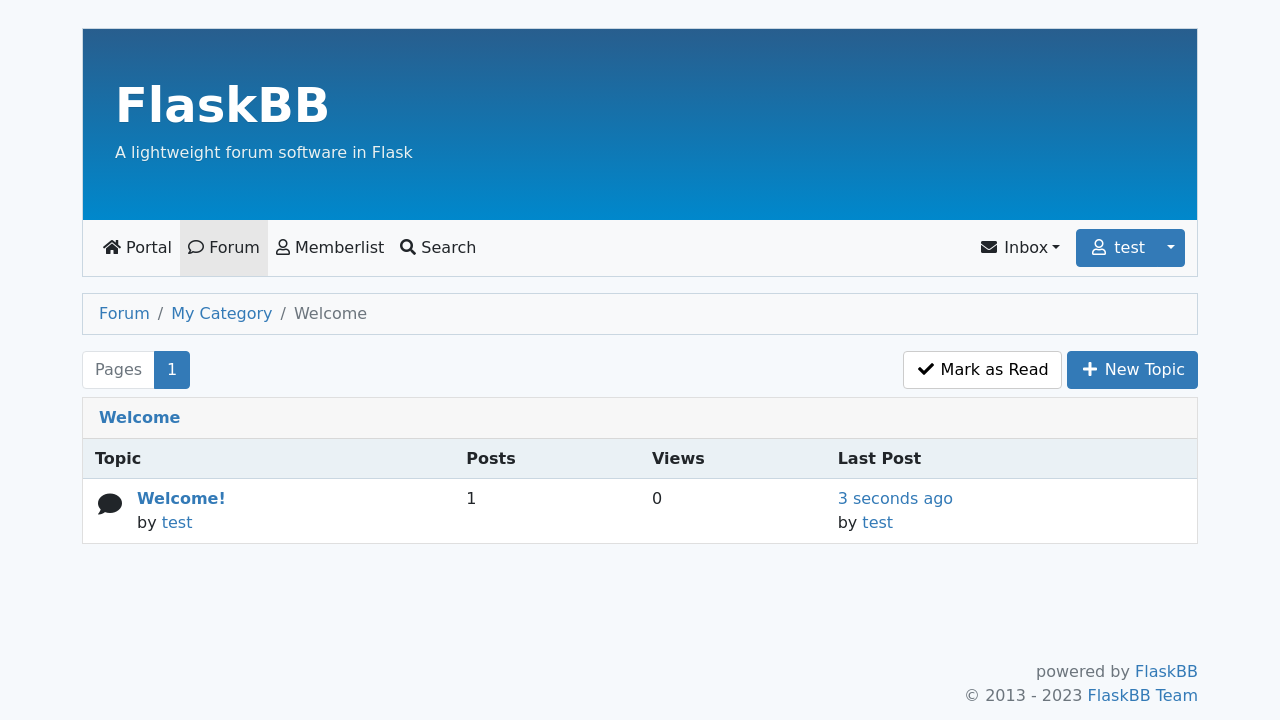 FlaskBB
A lightweight forum software in Flask
Portal Forum Memberlist Search Inbox test
Forum / My Category / Welcome
Pages 1 Mark as Read New Topic
Welcome
Topic Posts Views Last Post
Welcome! 1 0 3 seconds ago
by test by test
powered by FlaskBB
© 2013 - 2023 FlaskBB Team